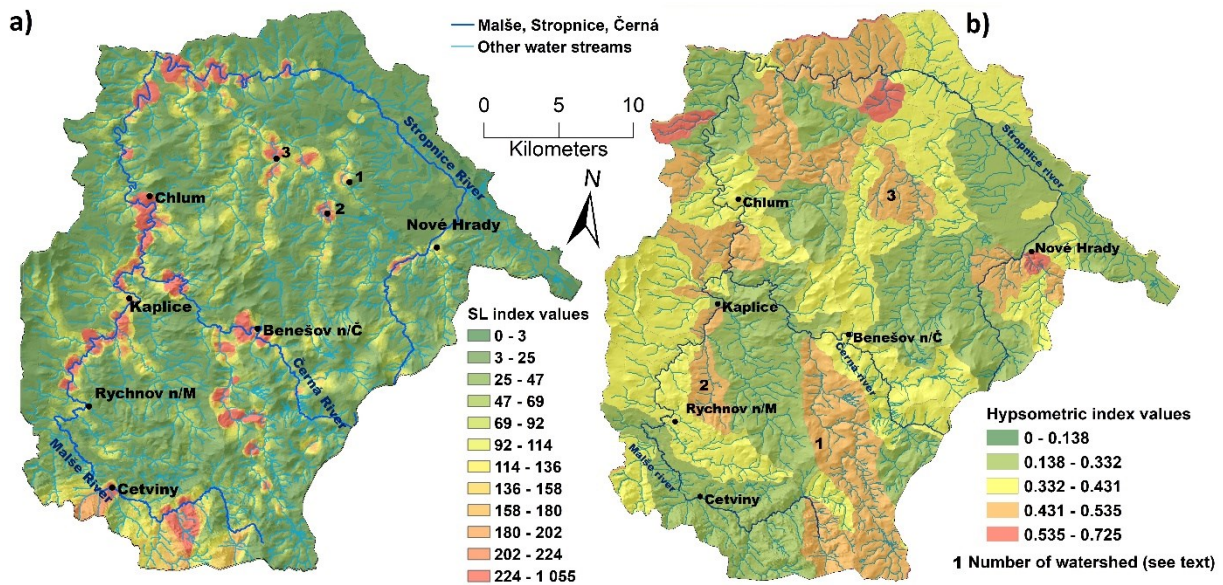 a)
Malše, Stropnice, Černá
Other water streams
0 5 10
Kilometers
N
Stropnice River
3
1
2
Chlum
Nové Hrady
Kaplice
Benešov n/Č
Černá River
Rychnov n/M
Malše River
Cetviny
SL index values
0 - 3
3 - 25
25 - 47
47 - 69
69 - 92
92 - 114
114 - 136
136 - 158
158 - 180
180 - 202
202 - 224
224 - 1 055
b)
Stropnice river
3
Chlum
Nové Hrady
Kaplice
Benešov n/Č
Černá river
2
Rychnov n/M
1
Malše river
Cetviny
Hypsometric index values
0 - 0.138
0.138 - 0.332
0.332 - 0.431
0.431 - 0.535
0.535 - 0.725
1 Number of watershed (see text)